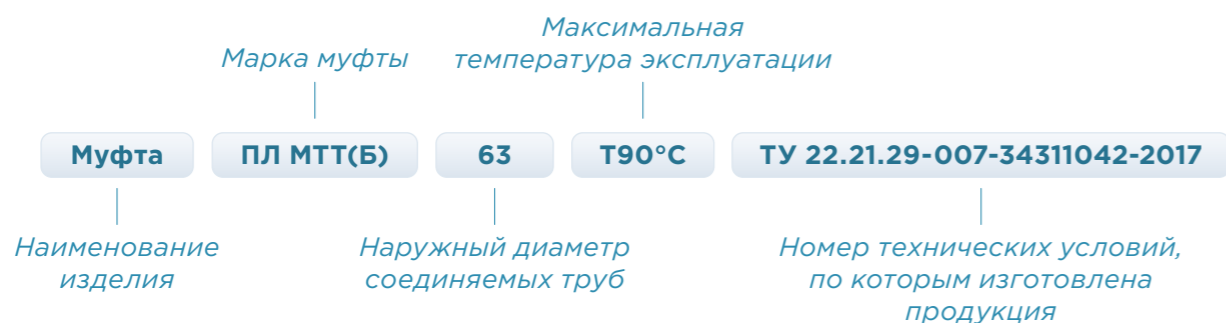 Максимальная
Марка муфты
температура эксплуатации
Муфта
ПЛ МТТ(Б)
63
Т90°С
ТУ 22.21.29-007-34311042-2017
Наименование
изделия
Наружный диаметр
соединяемых труб
Номер технических условий,
по которым изготовлена
продукция